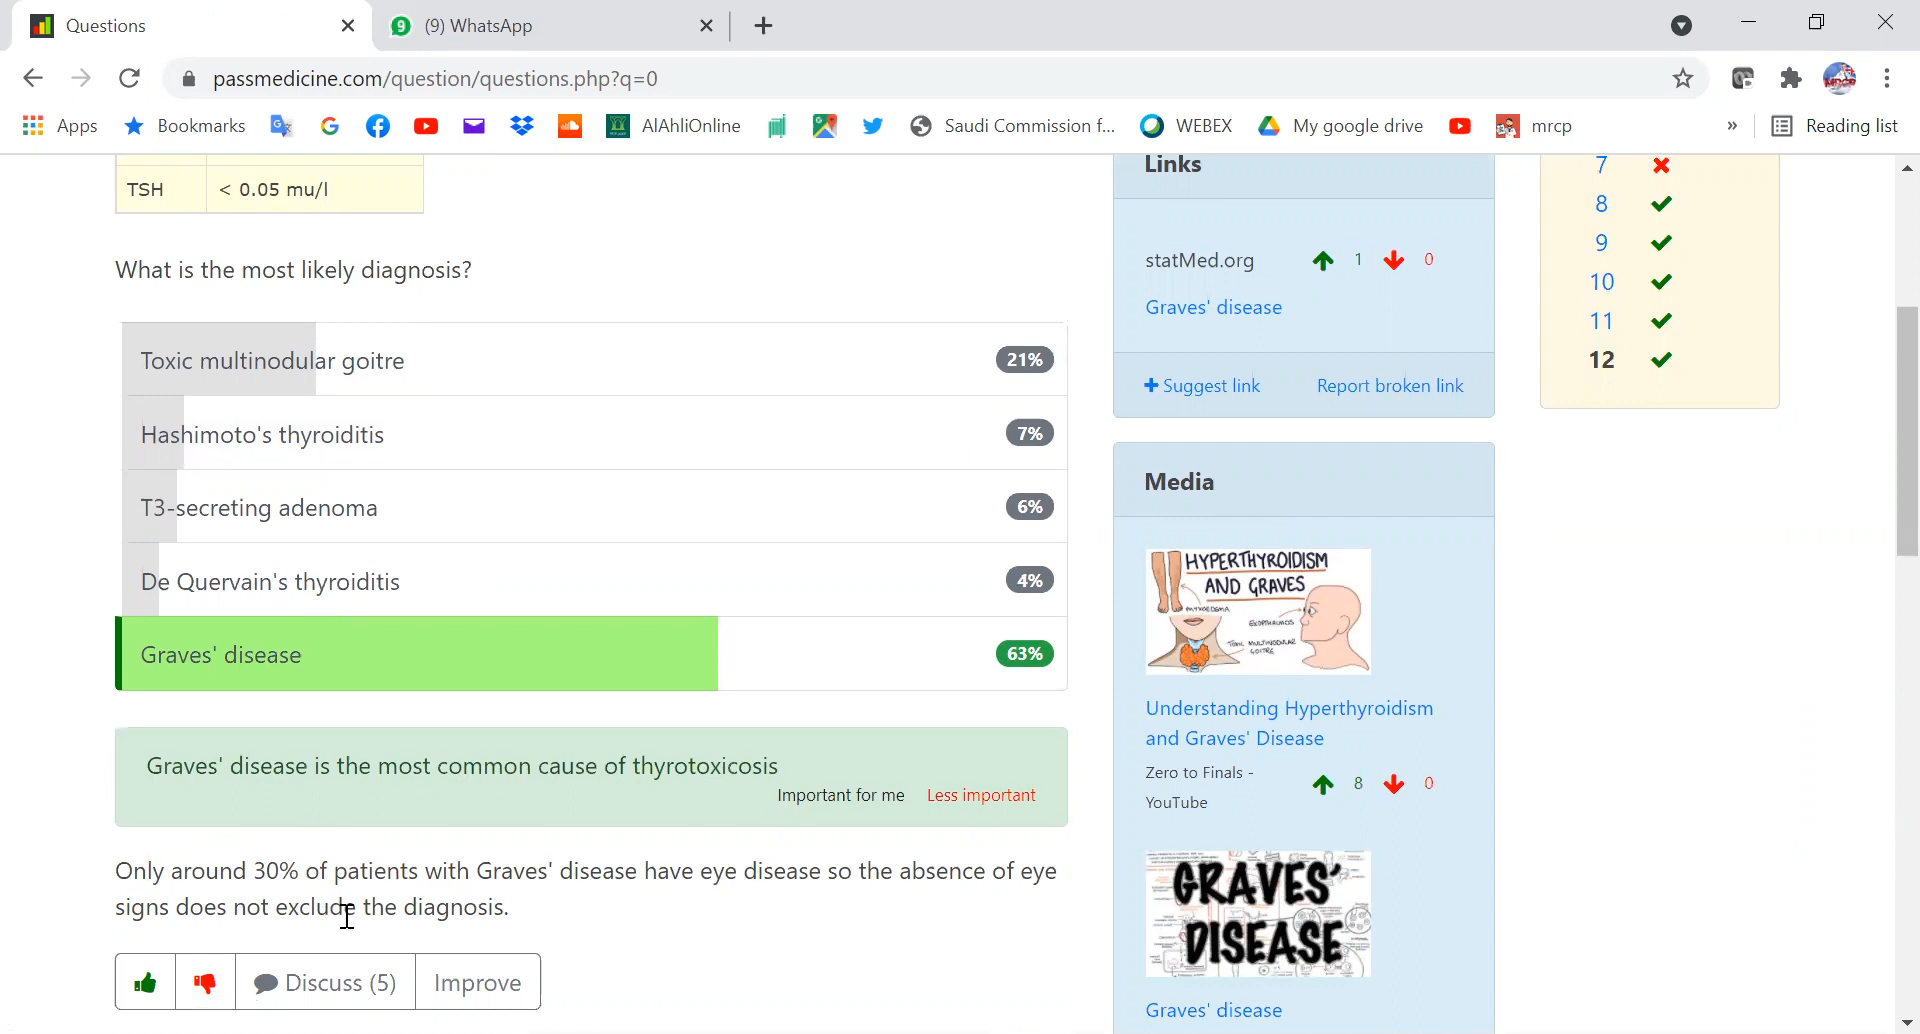 Questions
(9) WhatsApp
passmedicine.com/question/questions.php?q=0
Apps
Bookmarks
AlAhliOnline
Saudi Commission f...
WEBEX
My google drive
mrcp
»
Reading list
TSH < 0.05 mu/l
What is the most likely diagnosis?
Toxic multinodular goitre 21%
Hashimoto's thyroiditis 7%
T3-secreting adenoma 6%
De Quervain's thyroiditis 4%
Graves' disease 63%
Graves' disease is the most common cause of thyrotoxicosis
Important for me Less important
Only around 30% of patients with Graves' disease have eye disease so the absence of eye
signs does not exclude the diagnosis.
Discuss (5) Improve
Links
statMed.org 1 0
Graves' disease
Suggest link Report broken link
Media
HYPERTHYROIDISM
AND GRAVES
MYXOEDEMA
EXOPTHALMOS
TOXIC MULTINODULAR
GOITRE
Understanding Hyperthyroidism
and Graves' Disease
Zero to Finals -
YouTube
8 0
GRAVES'
DISEASE
Graves' disease
7
8
9
10
11
12